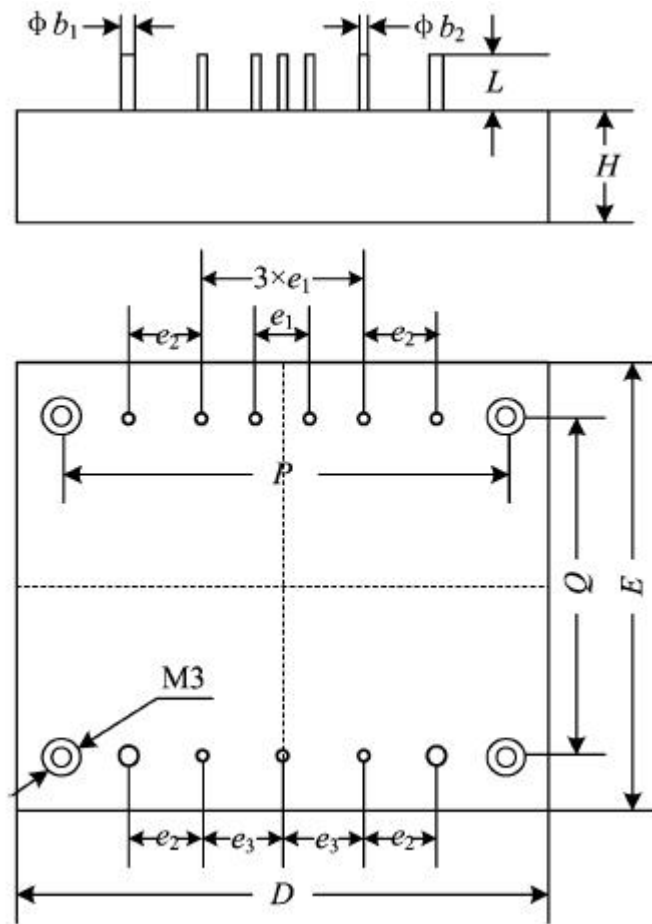 ϕ b₁
ϕ b₂
L
H
3×e₁
e₂
e₁
e₂
P
Q
E
M3
e₂
e₃
e₃
e₂
D